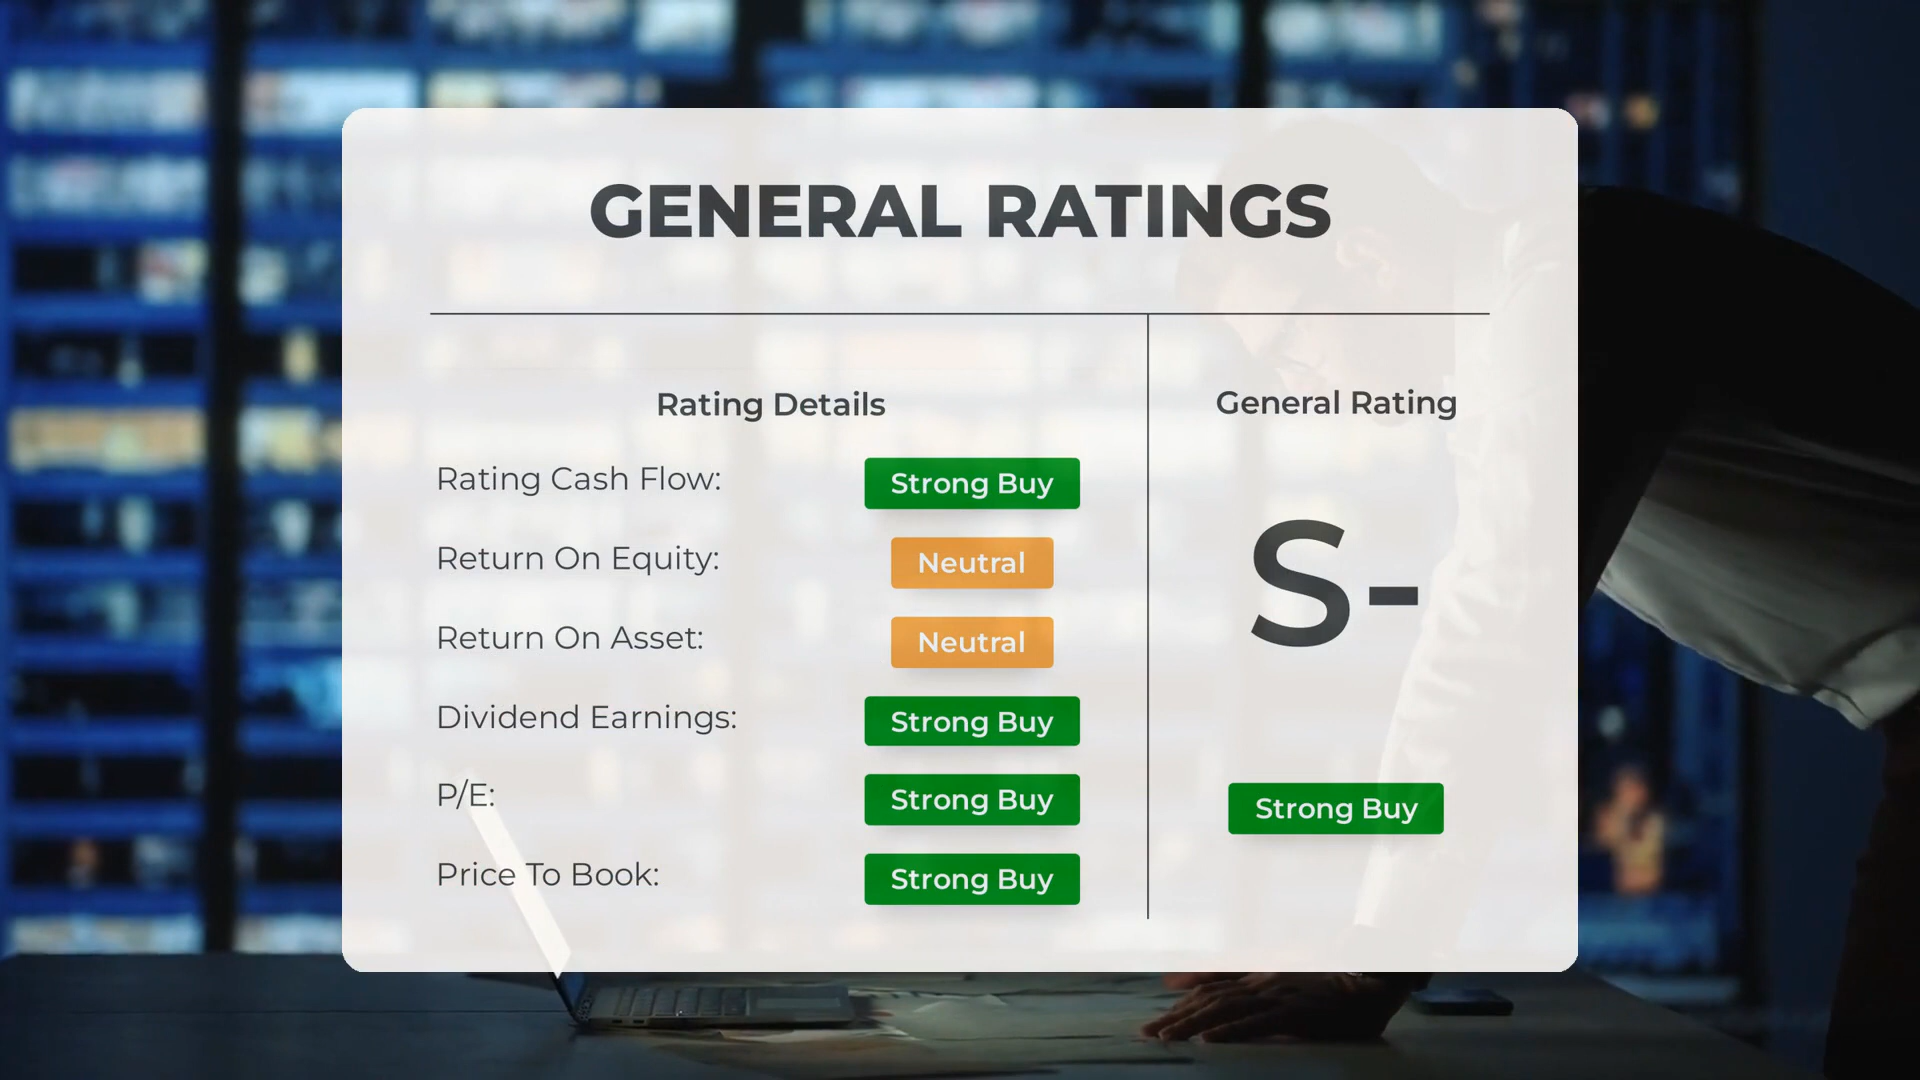 GENERAL RATINGS
Rating Details
Rating Cash Flow: Strong Buy
Return On Equity: Neutral
Return On Asset: Neutral
Dividend Earnings: Strong Buy
P/E: Strong Buy
Price To Book: Strong Buy
General Rating
S-
Strong Buy